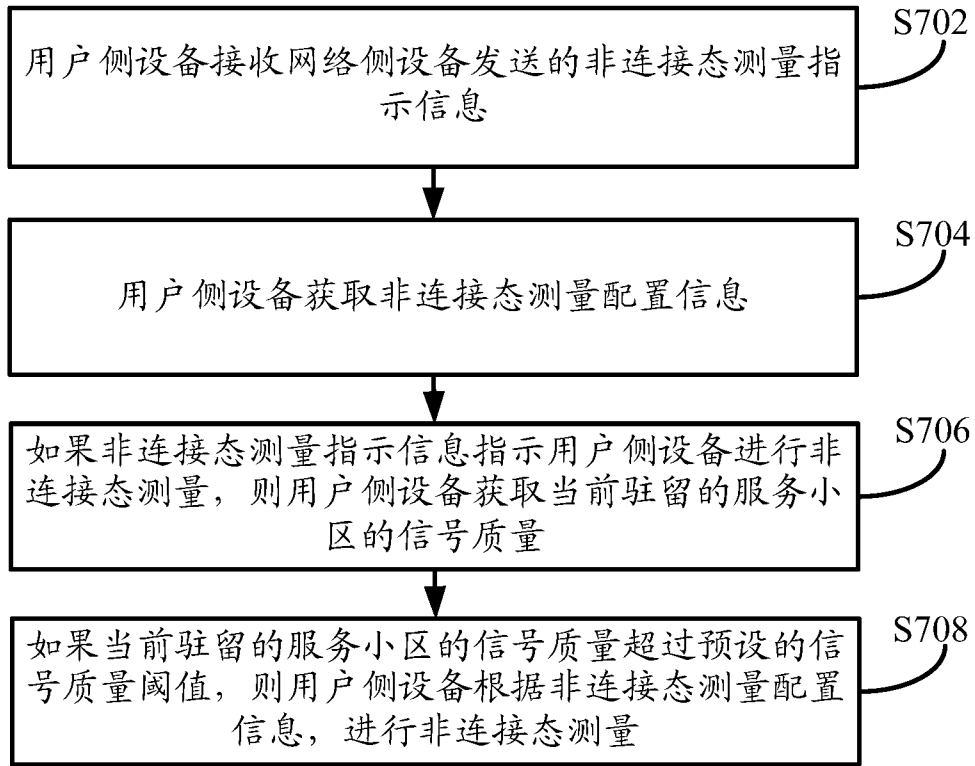 S702
用户侧设备接收网络侧设备发送的非连接态测量指
示信息
S704
用户侧设备获取非连接态测量配置信息
S706
如果非连接态测量指示信息指示用户侧设备进行非
连接态测量，则用户侧设备获取当前驻留的服务小
区的信号质量
S708
如果当前驻留的服务小区的信号质量超过预设的信
号质量阈值，则用户侧设备根据非连接态测量配置
信息，进行非连接态测量